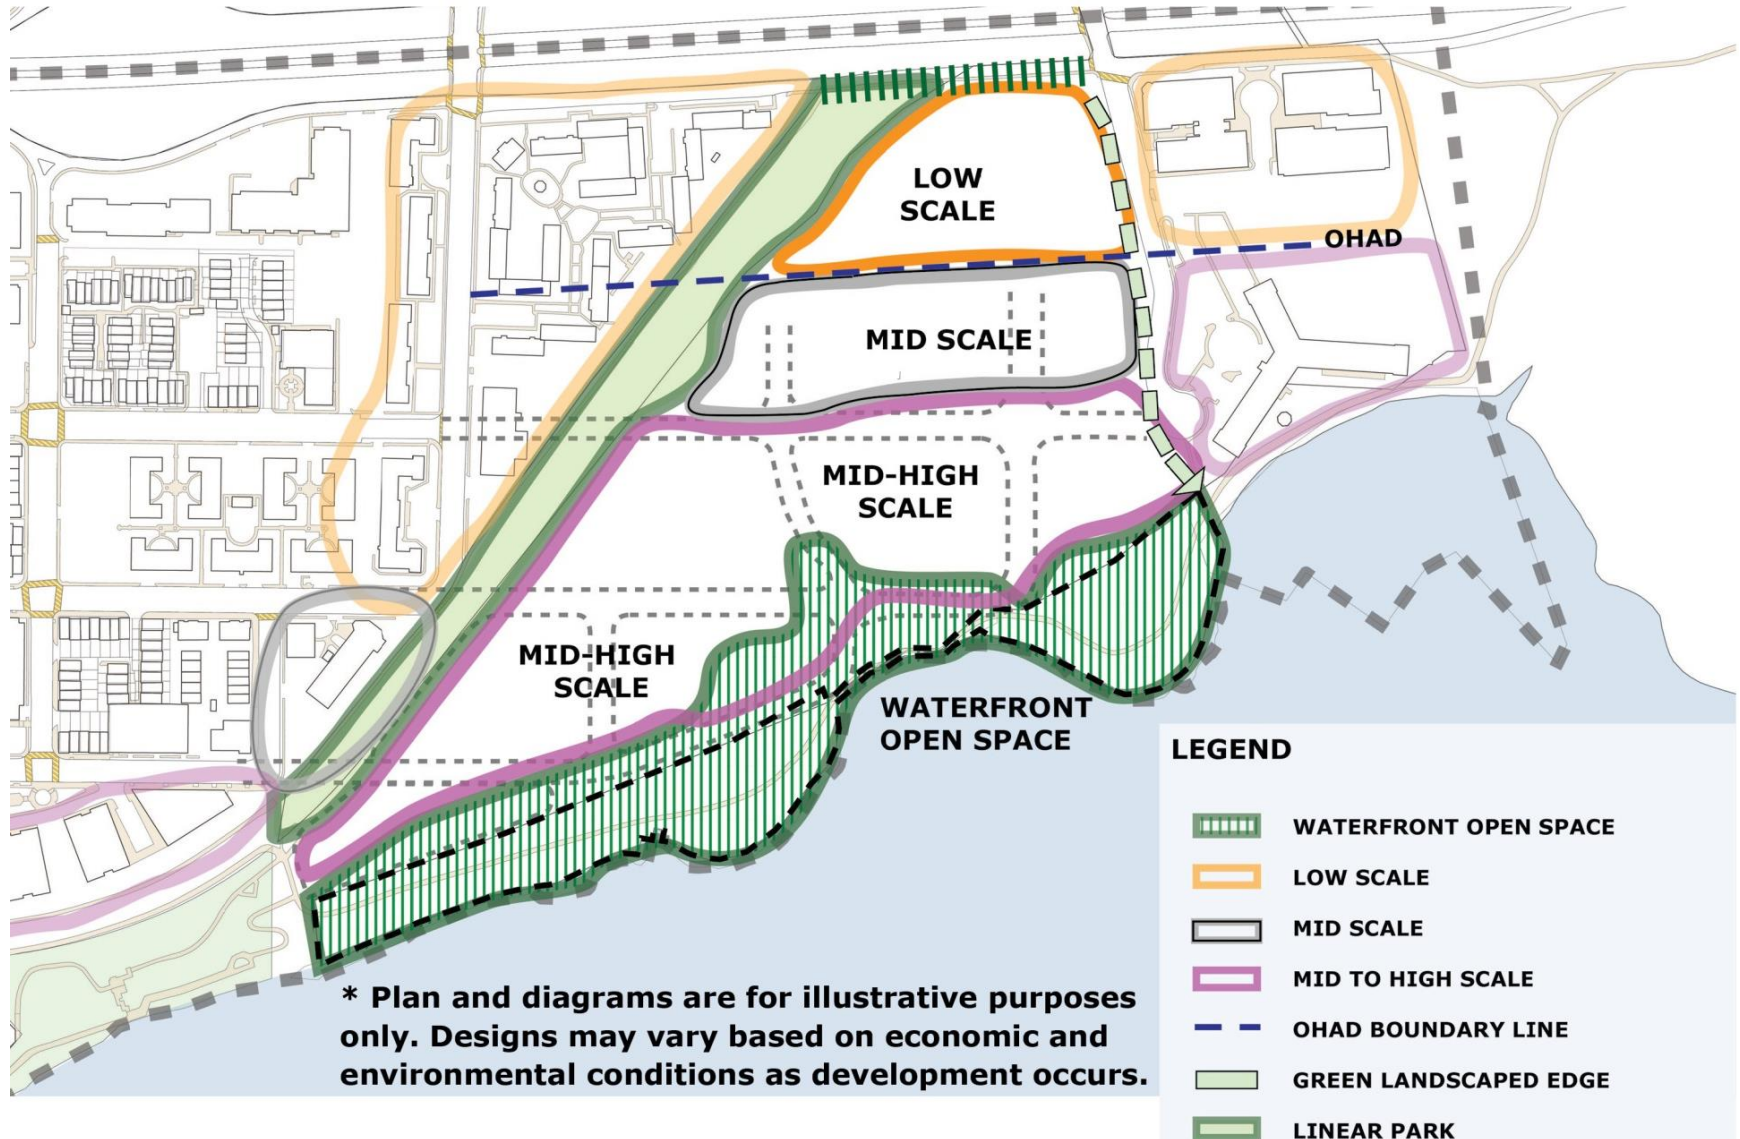 LOW
SCALE
OHAD
MID SCALE
MID-HIGH
SCALE
MID-HIGH
SCALE
WATERFRONT
OPEN SPACE
LEGEND
WATERFRONT OPEN SPACE
LOW SCALE
MID SCALE
MID TO HIGH SCALE
OHAD BOUNDARY LINE
GREEN LANDSCAPED EDGE
LINEAR PARK
* Plan and diagrams are for illustrative purposes
only. Designs may vary based on economic and
environmental conditions as development occurs.